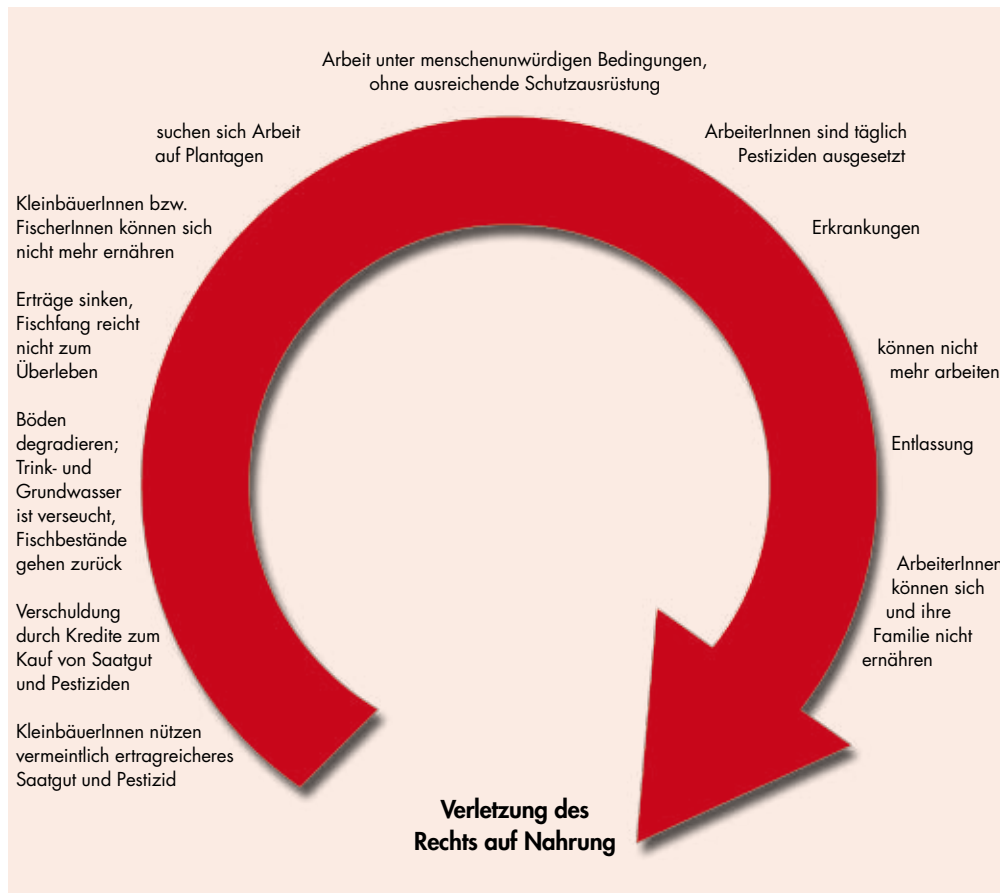 Arbeit unter menschenunwürdigen Bedingungen,
ohne ausreichende Schutzausrüstung
suchen sich Arbeit
auf Plantagen
ArbeiterInnen sind täglich
Pestiziden ausgesetzt
KleinbäuerInnen bzw.
FischerInnen können sich
nicht mehr ernähren
Erkrankungen
Erträge sinken,
Fischfang reicht
nicht zum
Überleben
können nicht
mehr arbeiten
Böden
degradieren;
Trink- und
Grundwasser
ist verseucht,
Fischbestände
gehen zurück
Entlassung
ArbeiterInnen
können sich
und ihre
Familie nicht
ernähren
Verschuldung
durch Kredite zum
Kauf von Saatgut
und Pestiziden
KleinbäuerInnen nützen
vermeintlich ertragreicheres
Saatgut und Pestizid
Verletzung des
Rechts auf Nahrung